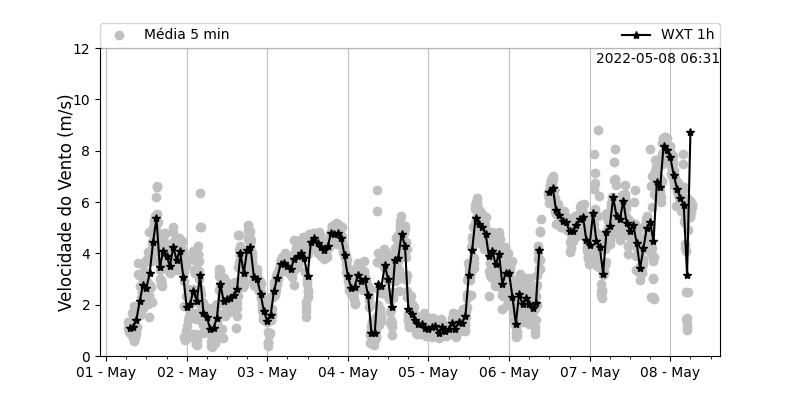 Média 5 min
WXT 1h
2022-05-08 06:31
Velocidade do Vento (m/s)
12
10
8
6
4
2
0
01 - May
02 - May
03 - May
04 - May
05 - May
06 - May
07 - May
08 - May